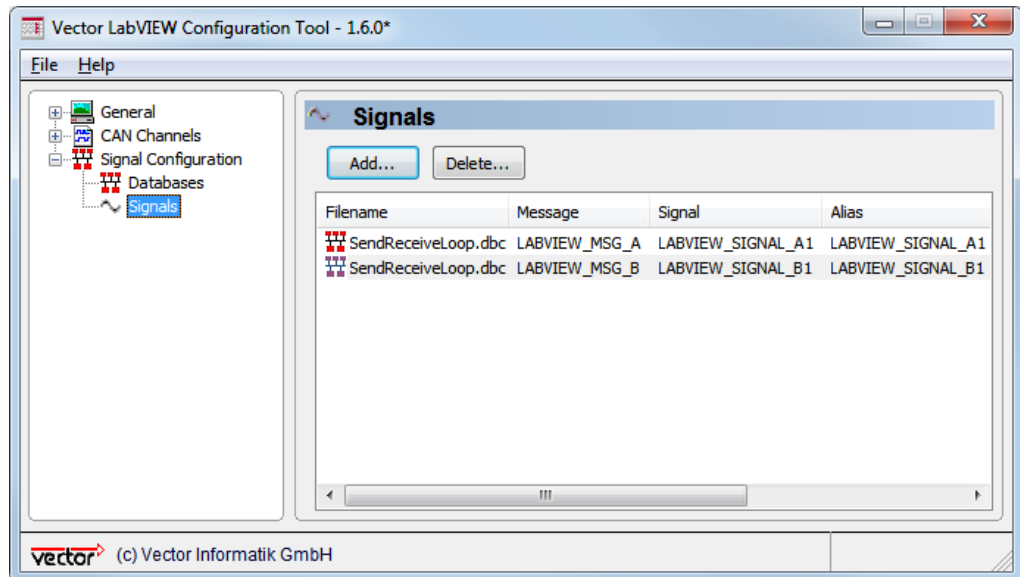 Vector LabVIEW Configuration Tool - 1.6.0*
File Help
General
CAN Channels
Signal Configuration
Databases
Signals
Signals
Add... Delete...
Filename Message Signal Alias
SendReceiveLoop.dbc LABVIEW_MSG_A LABVIEW_SIGNAL_A1 LABVIEW_SIGNAL_A1
SendReceiveLoop.dbc LABVIEW_MSG_B LABVIEW_SIGNAL_B1 LABVIEW_SIGNAL_B1
vector (c) Vector Informatik GmbH